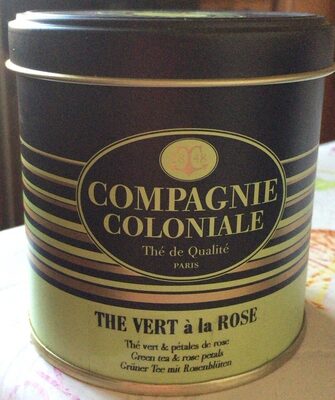 COMPAGNIE
COLONIALE
Thé de Qualité
PARIS
THE VERT à la ROSE
Thé vert & pétales de rose
Green tea & rose petals
Grüner Tee mit Rosenblüten